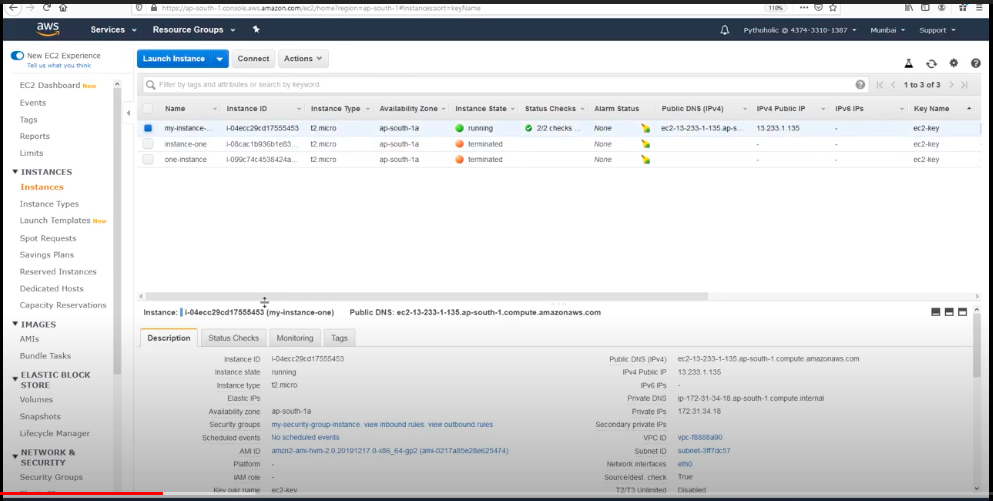 https://ap-south-1.console.aws.amazon.com/ec2/home?region=ap-south-1#Instances:sort=keyName
110%
aws
Services
Resource Groups
Pythoholic @ 4374-3310-1387
Mumbai
Support
New EC2 Experience
Tell us what you think
EC2 Dashboard New
Events
Tags
Reports
Limits
INSTANCES
Instances
Instance Types
Launch Templates New
Spot Requests
Savings Plans
Reserved Instances
Dedicated Hosts
Capacity Reservations
IMAGES
AMIs
Bundle Tasks
ELASTIC BLOCK
STORE
Volumes
Snapshots
Lifecycle Manager
NETWORK &
SECURITY
Security Groups
Launch Instance Connect Actions
Filter by tags and attributes or search by keyword
1 to 3 of 3
Name Instance ID Instance Type Availability Zone Instance State Status Checks Alarm Status Public DNS (IPv4) IPv4 Public IP IPv6 IPs Key Name
my-instance-... i-04ecc29cd17555453 t2.micro ap-south-1a running 2/2 checks ... None ec2-13-233-1-135.ap-s... 13.233.1.135 - ec2-key
instance-one i-08cac1b936b1e63... t2.micro ap-south-1a terminated None - - ec2-key
one-instance i-099c74c4538424a... t2.micro ap-south-1a terminated None - - ec2-key
Instance: i-04ecc29cd17555453 (my-instance-one) Public DNS: ec2-13-233-1-135.ap-south-1.compute.amazonaws.com
Description Status Checks Monitoring Tags
Instance ID i-04ecc29cd17555453 Public DNS (IPv4) ec2-13-233-1-135.ap-south-1.compute.amazonaws.com
Instance state running IPv4 Public IP 13.233.1.135
Instance type t2.micro IPv6 IPs -
Elastic IPs Private DNS ip-172-31-34-18.ap-south-1.compute.internal
Availability zone ap-south-1a Private IPs 172.31.34.18
Security groups my-security-group-instance. view inbound rules. view outbound rules Secondary private IPs
Scheduled events No scheduled events VPC ID vpc-f8888a90
AMI ID amzn2-ami-hvm-2.0.20191217.0-x86_64-gp2 (ami-0217a85e28e625474) Subnet ID subnet-3ff7dc57
Platform - Network interfaces eth0
IAM role - Source/dest. check True
Key pair name ec2-key T2/T3 Unlimited Disabled